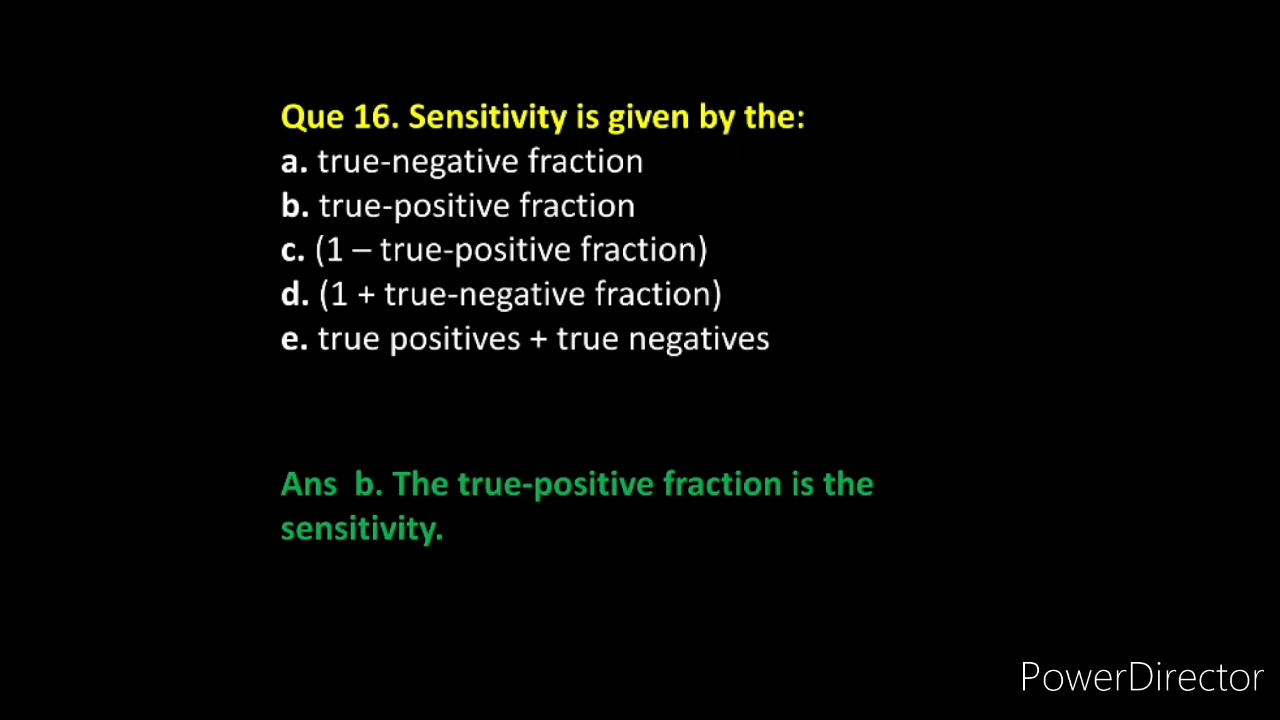 Que 16. Sensitivity is given by the:
a. true-negative fraction
b. true-positive fraction
c. (1 – true-positive fraction)
d. (1 + true-negative fraction)
e. true positives + true negatives
Ans  b. The true-positive fraction is the
sensitivity.
PowerDirector